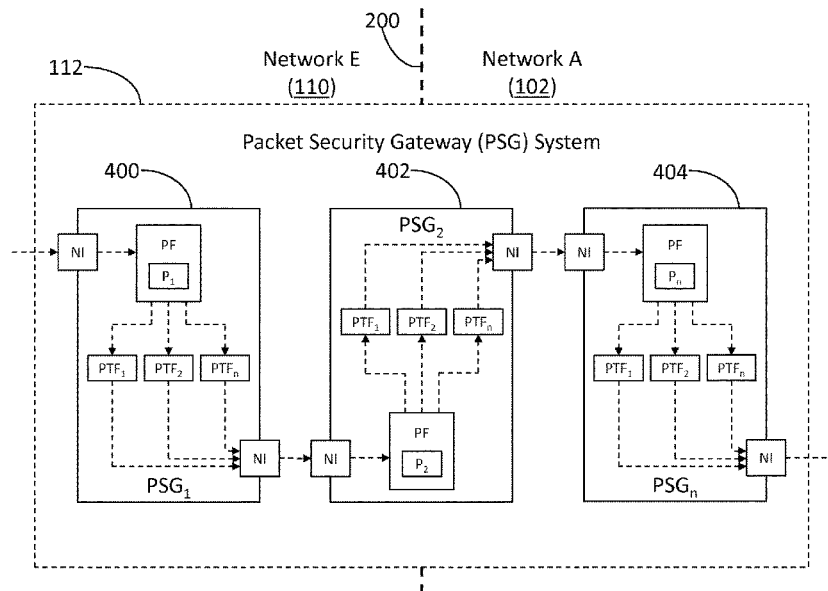 200
Network E
(110)
Network A
(102)
112
Packet Security Gateway (PSG) System
400
402
404
NI
PF
P₁
PTF₁
PTF₂
PTFₙ
NI
PSG₁
PSG₂
NI
PTF₁
PTF₂
PTFₙ
NI
PF
P₂
NI
PF
Pₙ
PTF₁
PTF₂
PTFₙ
NI
PSGₙ